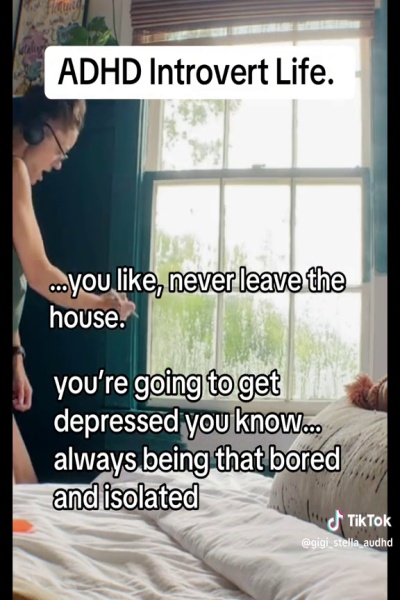 ADHD Introvert Life.
...you like, never leave the
house.
you're going to get
depressed you know...
always being that bored
and isolated
TikTok
@gigi_stella_audhd